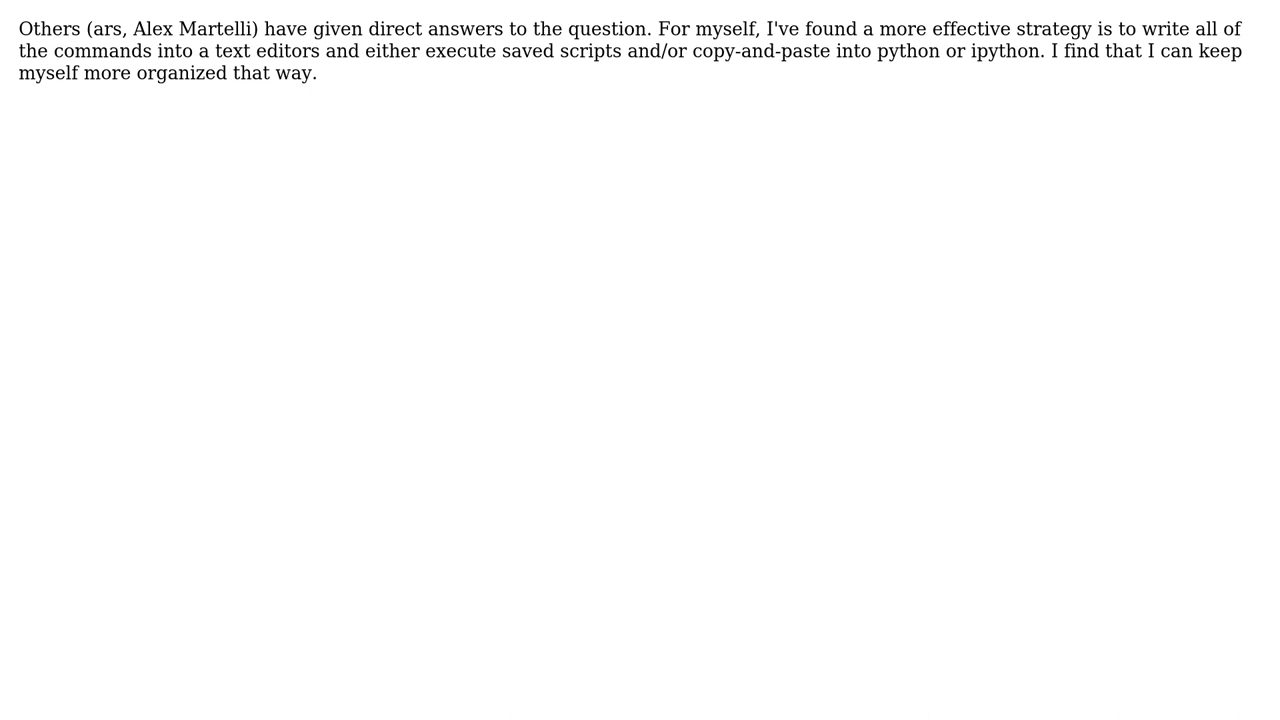 Others (ars, Alex Martelli) have given direct answers to the question. For myself, I've found a more effective strategy is to write all of
the commands into a text editors and either execute saved scripts and/or copy-and-paste into python or ipython. I find that I can keep
myself more organized that way.